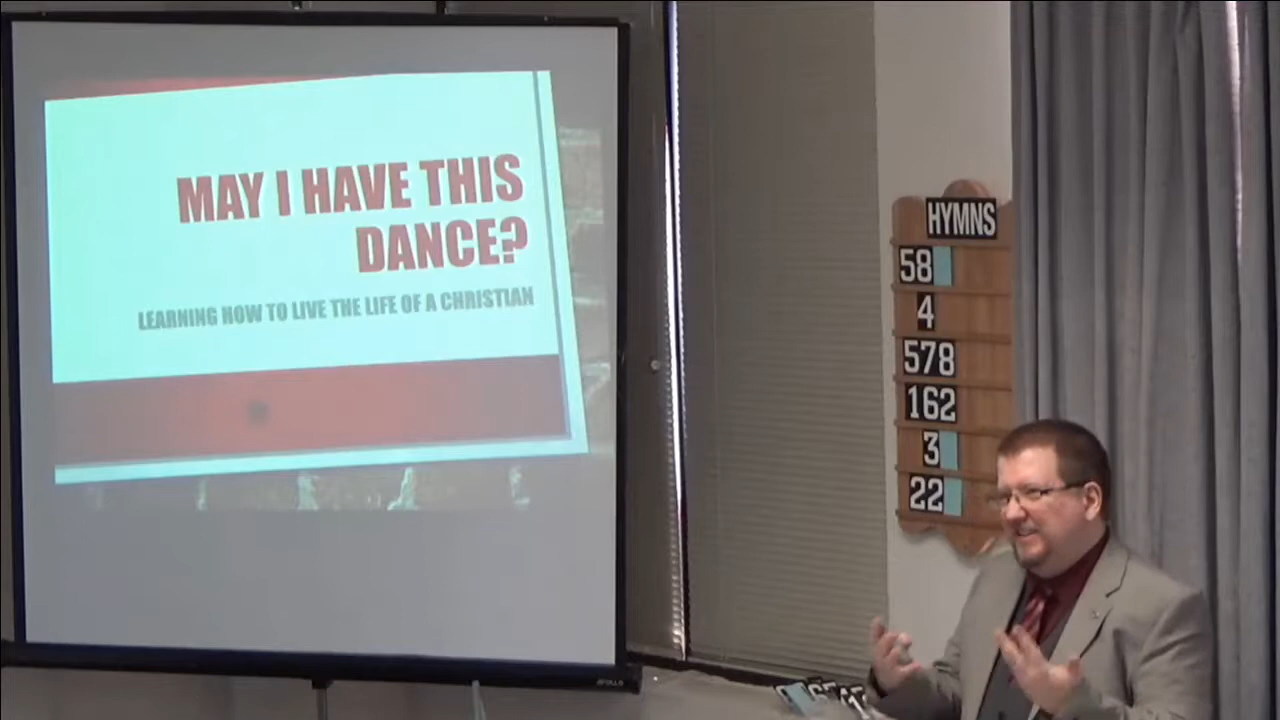 MAY I HAVE THIS
DANCE?
LEARNING HOW TO LIVE THE LIFE OF A CHRISTIAN
HYMNS
58
4
578
162
3
22
APOLLO